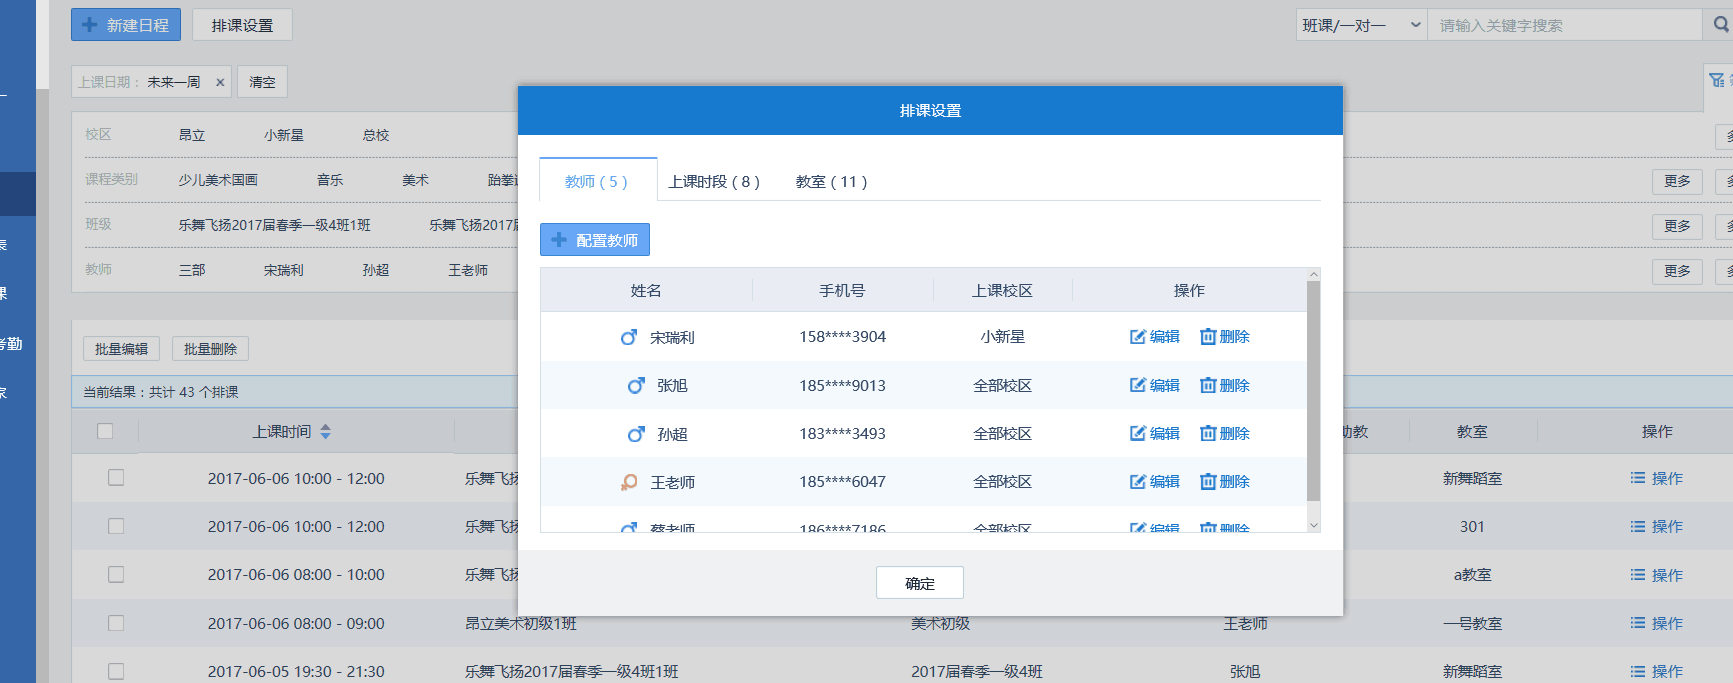 新建日程 排课设置 班课/一对一 请输入关键字搜索
上课日期： 未来一周 × 清空
校区 昂立 小新星 总校
课程类别 少儿美术国画 音乐 美术 跆拳 更多
班级 乐舞飞扬2017届春季一级4班1班 乐舞飞扬2017届 更多
教师 三部 宋瑞利 孙超 王老师 更多
批量编辑 批量删除
当前结果：共计 43 个排课
上课时间 助教 教室 操作
2017-06-06 10:00 - 12:00 乐舞飞扬 新舞蹈室 操作
2017-06-06 10:00 - 12:00 乐舞飞扬 301 操作
2017-06-06 08:00 - 10:00 乐舞飞扬 a教室 操作
2017-06-06 08:00 - 09:00 昂立美术初级1班 美术初级 王老师 一号教室 操作
2017-06-05 19:30 - 21:30 乐舞飞扬2017届春季一级4班1班 2017届春季一级4班 张旭 新舞蹈室 操作
排课设置
教师 ( 5 ) 上课时段 ( 8 ) 教室 ( 11 )
配置教师
姓名 手机号 上课校区 操作
宋瑞利 158****3904 小新星 编辑 删除
张旭 185****9013 全部校区 编辑 删除
孙超 183****3493 全部校区 编辑 删除
王老师 185****6047 全部校区 编辑 删除
蔡老师 186****7186 全部校区 编辑 删除
确定
表
课
考勤
家